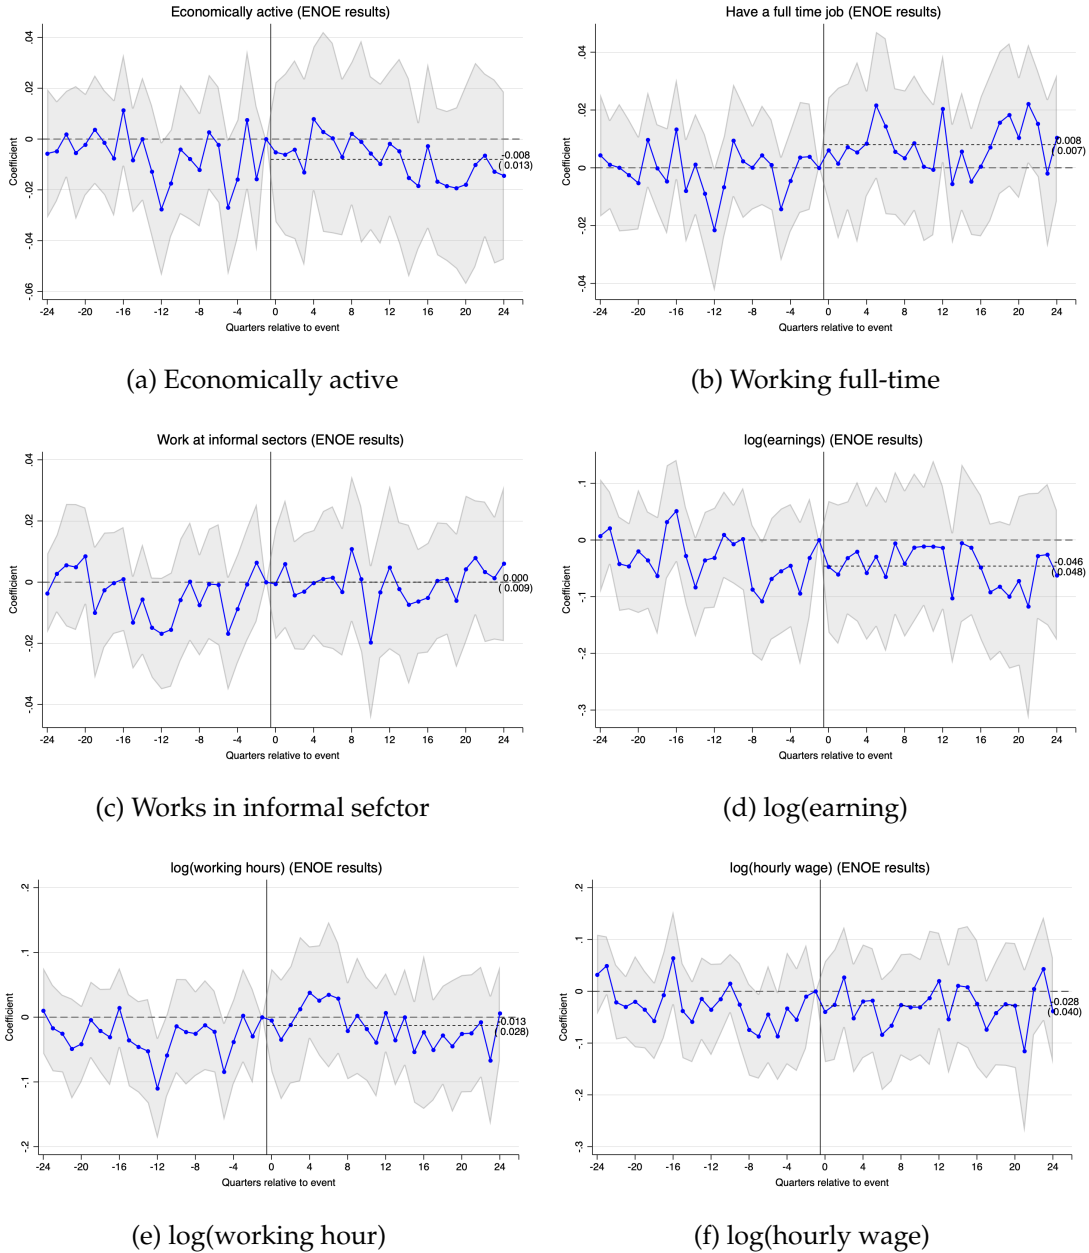 Economically active (ENOE results)
Coefficient
.04
.02
0
-.02
-.04
-.06
-0.008
( 0.013)
-24 -20 -16 -12 -8 -4 0 4 8 12 16 20 24
Quarters relative to event
(a) Economically active
Have a full time job (ENOE results)
Coefficient
.04
.02
0
-.02
-.04
0.008
( 0.007)
-24 -20 -16 -12 -8 -4 0 4 8 12 16 20 24
Quarters relative to event
(b) Working full-time
Work at informal sectors (ENOE results)
Coefficient
.04
.02
0
-.02
-.04
0.000
( 0.009)
-24 -20 -16 -12 -8 -4 0 4 8 12 16 20 24
Quarters relative to event
(c) Works in informal sefctor
log(earnings) (ENOE results)
Coefficient
.1
0
-.1
-.2
-.3
-0.046
( 0.048)
-24 -20 -16 -12 -8 -4 0 4 8 12 16 20 24
Quarters relative to event
(d) log(earning)
log(working hours) (ENOE results)
Coefficient
.2
.1
0
-.1
-.2
-0.013
( 0.028)
-24 -20 -16 -12 -8 -4 0 4 8 12 16 20 24
Quarters relative to event
(e) log(working hour)
log(hourly wage) (ENOE results)
Coefficient
.2
.1
0
-.1
-.2
-.3
-0.028
( 0.040)
-24 -20 -16 -12 -8 -4 0 4 8 12 16 20 24
Quarters relative to event
(f) log(hourly wage)